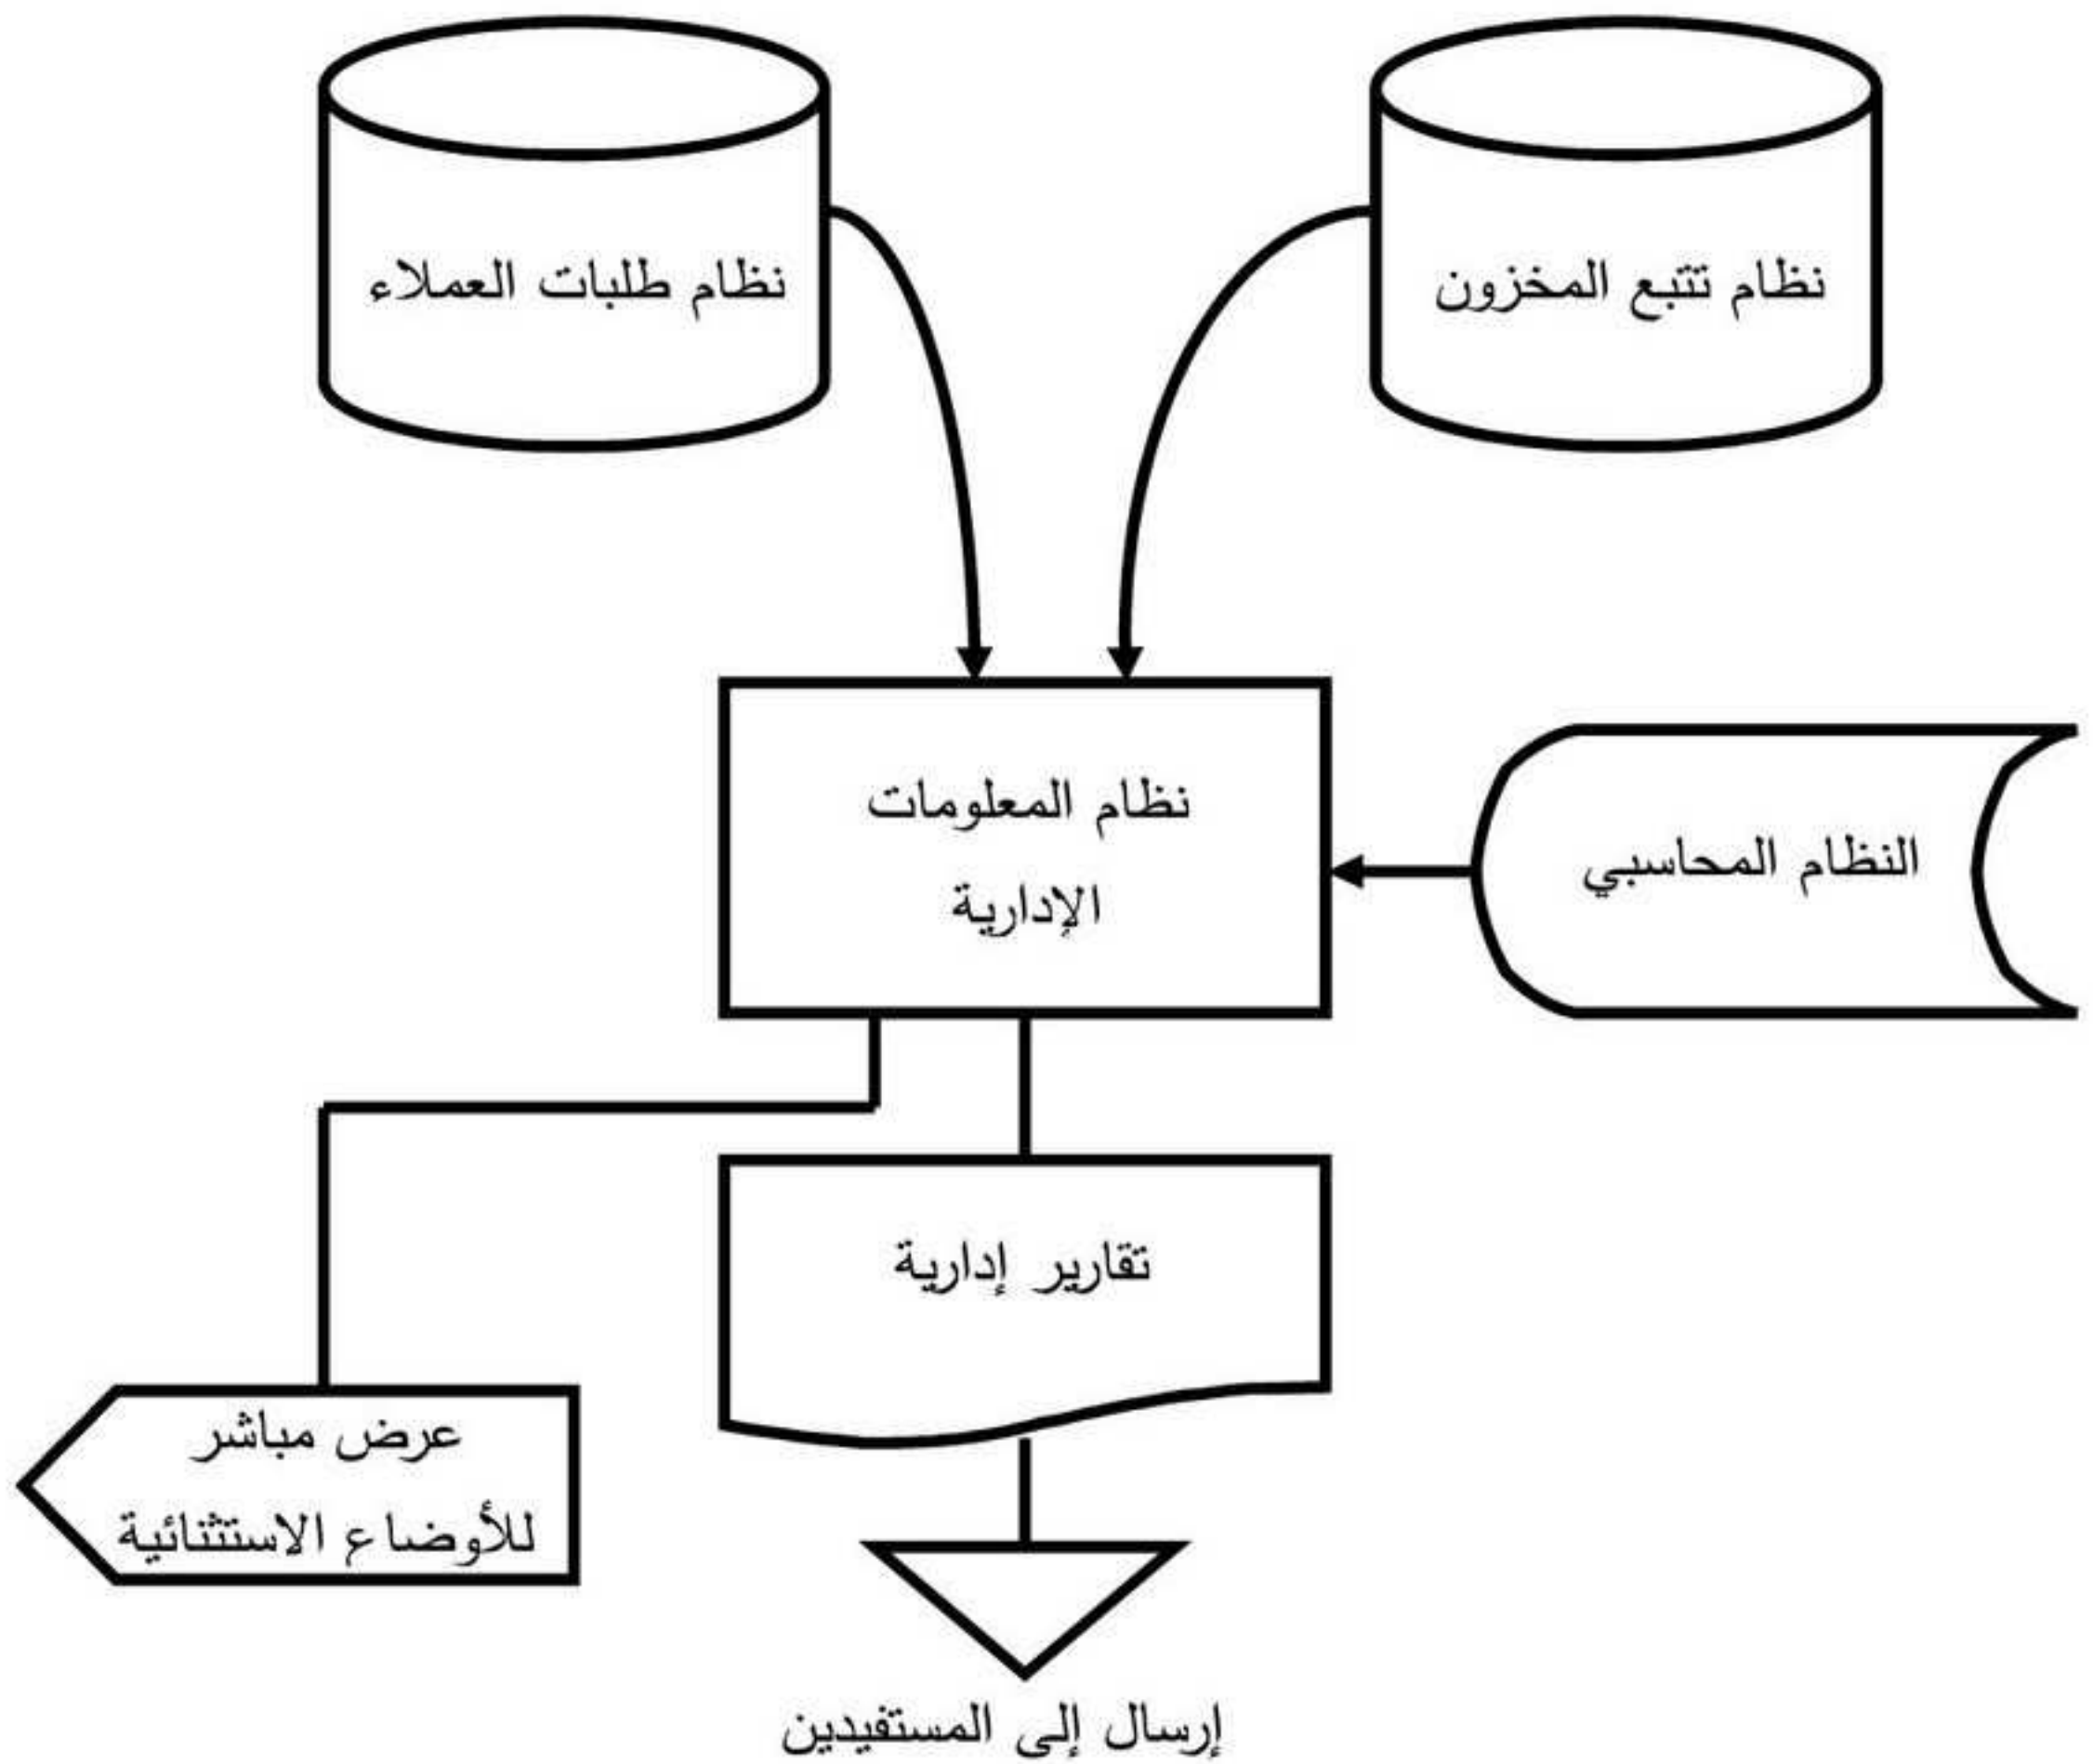 نظام تتبع المخزون
نظام طلبات العملاء
نظام المعلومات
الإدارية
النظام المحاسبي
تقارير إدارية
عرض مباشر
للأوضاع الاستثنائية
إرسال إلى المستفيدين